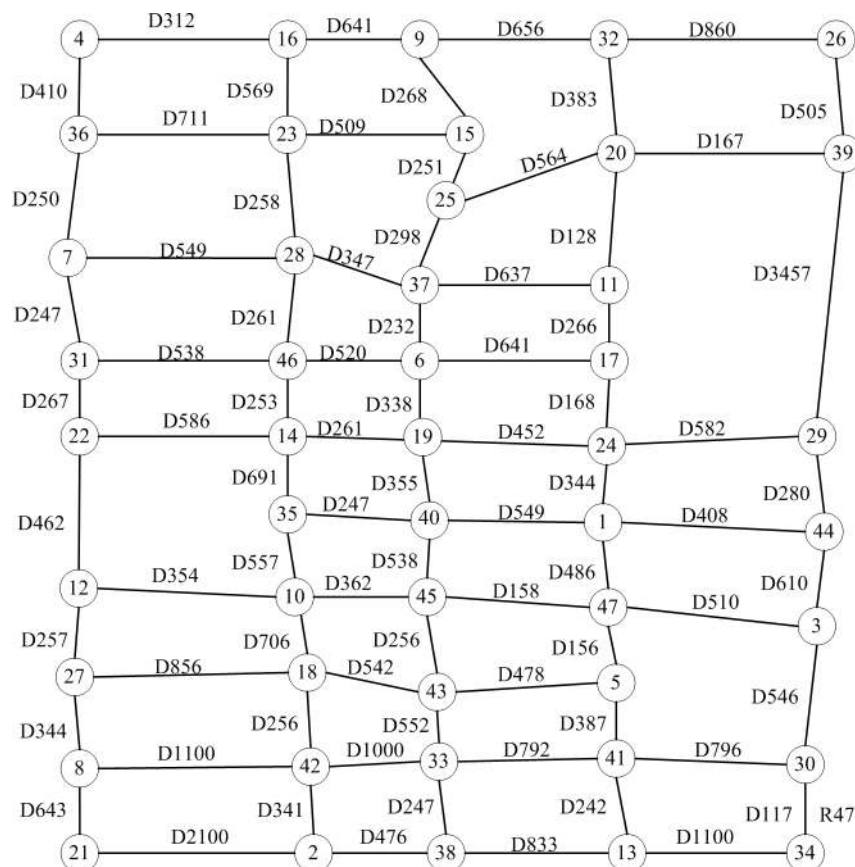 D312 D641 D656 D860
4 16 9 32 26
D410 D569 D268 D383 D505
D711 D509 D564 D167
36 23 15 20 39
D251
25
D250 D258 D298 D128 D3457
D549 D347 D637
7 28 37 11
D247 D261 D232 D266
D538 D520 D641
31 46 6 17
D267 D253 D338 D168
D586 D261 D452 D582
22 14 19 24 29
D691 D355 D344 D280
D247 D549 D408
35 40 1 44
D462 D557 D538 D486 D610
D354 D362 D158 D510
12 10 45 47 3
D257 D706 D256 D156
D856 D542 D478 D546
27 18 43 5
D344 D256 D552 D387
D1100 D1000 D792 D796
8 42 33 41 30
D643 D341 D247 D242 D117 R47
D2100 D476 D833 D1100
21 2 38 13 34